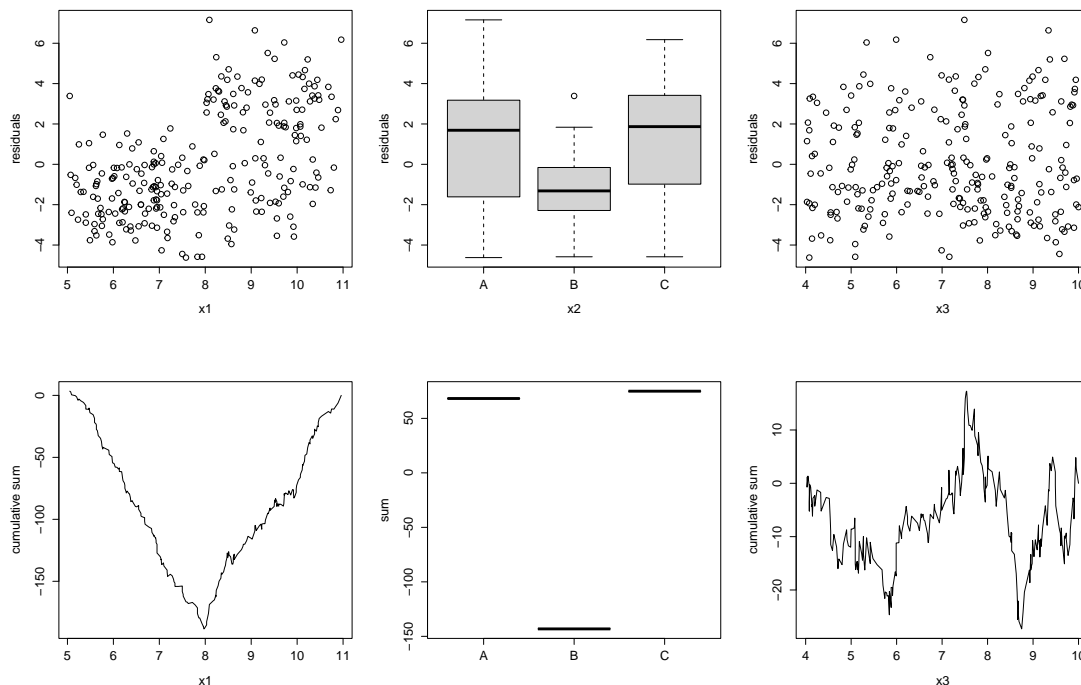 residuals
−4 −2 0 2 4 6
5 6 7 8 9 10 11
x1
residuals
−4 −2 0 2 4 6
A B C
x2
residuals
−4 −2 0 2 4 6
4 5 6 7 8 9 10
x3
cumulative sum
−150 −100 −50 0
5 6 7 8 9 10 11
x1
sum
−150 −100 −50 0 50
A B C
x2
cumulative sum
−20 −10 0 10
4 5 6 7 8 9 10
x3